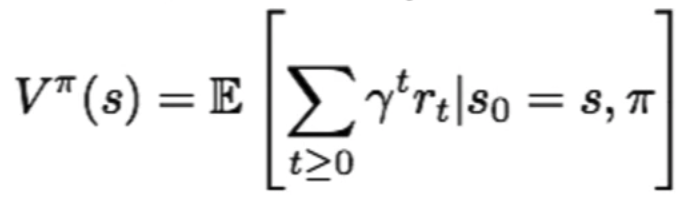 V^π(s) = 𝔼 [ ∑_{t≥0} γ^t r_t | s_0 = s, π ]